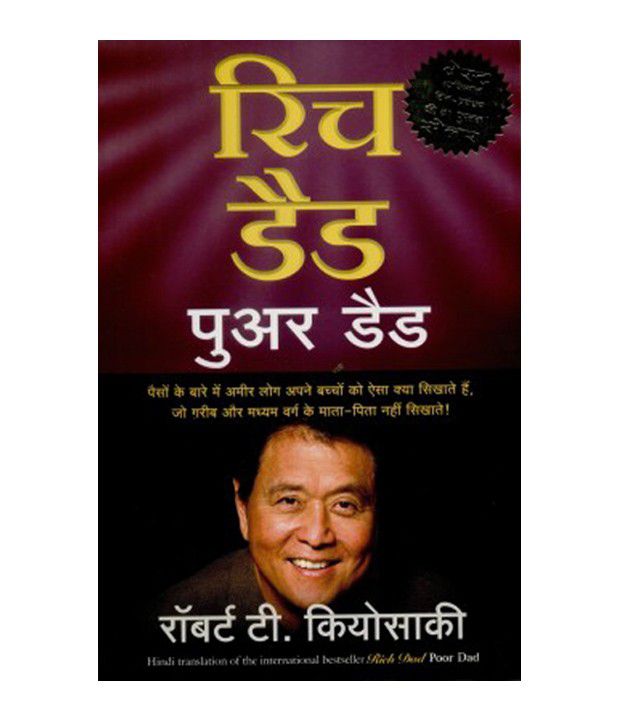 रिच
डैड
पुअर डैड
पैसों के बारे में अमीर लोग अपने बच्चों को ऐसा क्या सिखाते हैं,
जो ग़रीब और मध्यम वर्ग के माता-पिता नहीं सिखाते!
रॉबर्ट टी. कियोसाकी
Hindi translation of the international bestseller Rich Dad Poor Dad